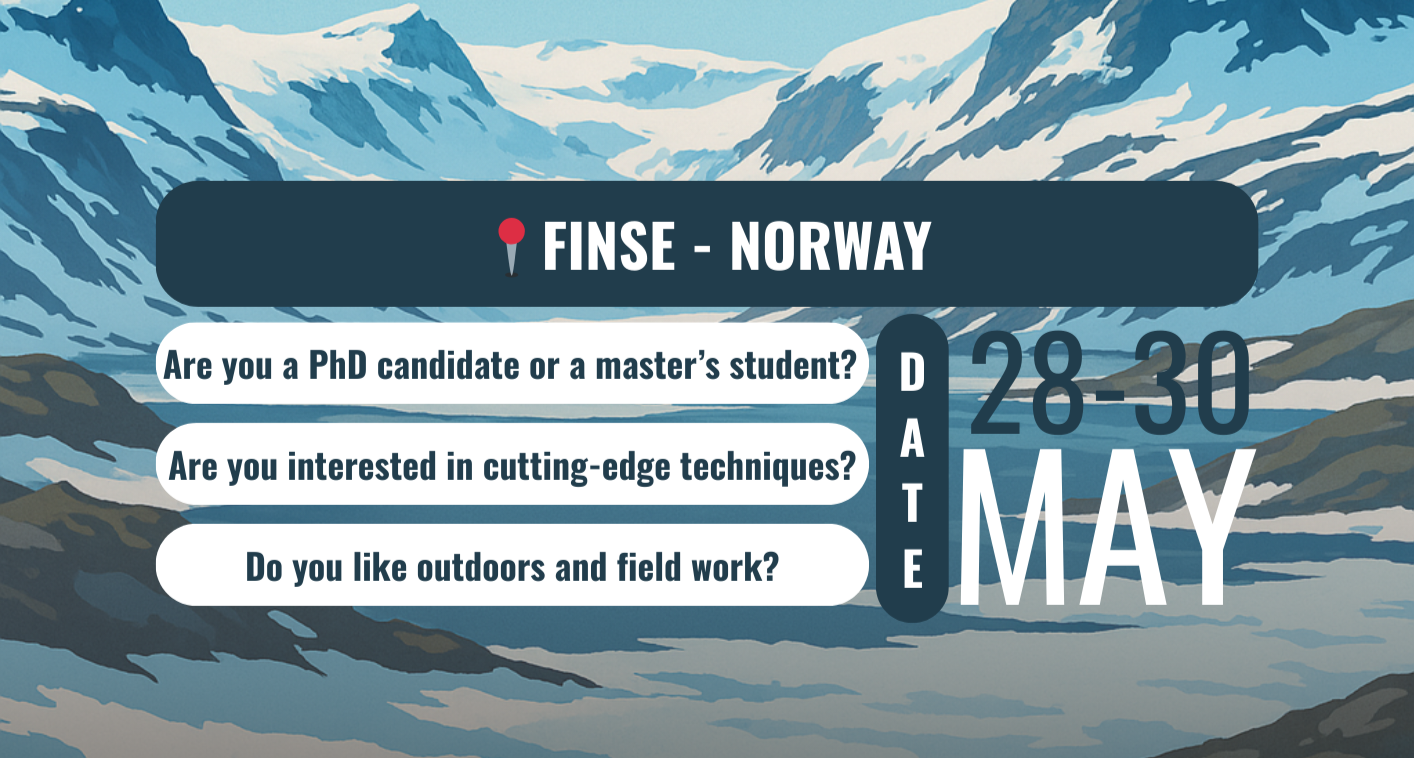 📍FINSE - NORWAY
Are you a PhD candidate or a master’s student?
Are you interested in cutting-edge techniques?
Do you like outdoors and field work?
DATE
28-30
MAY